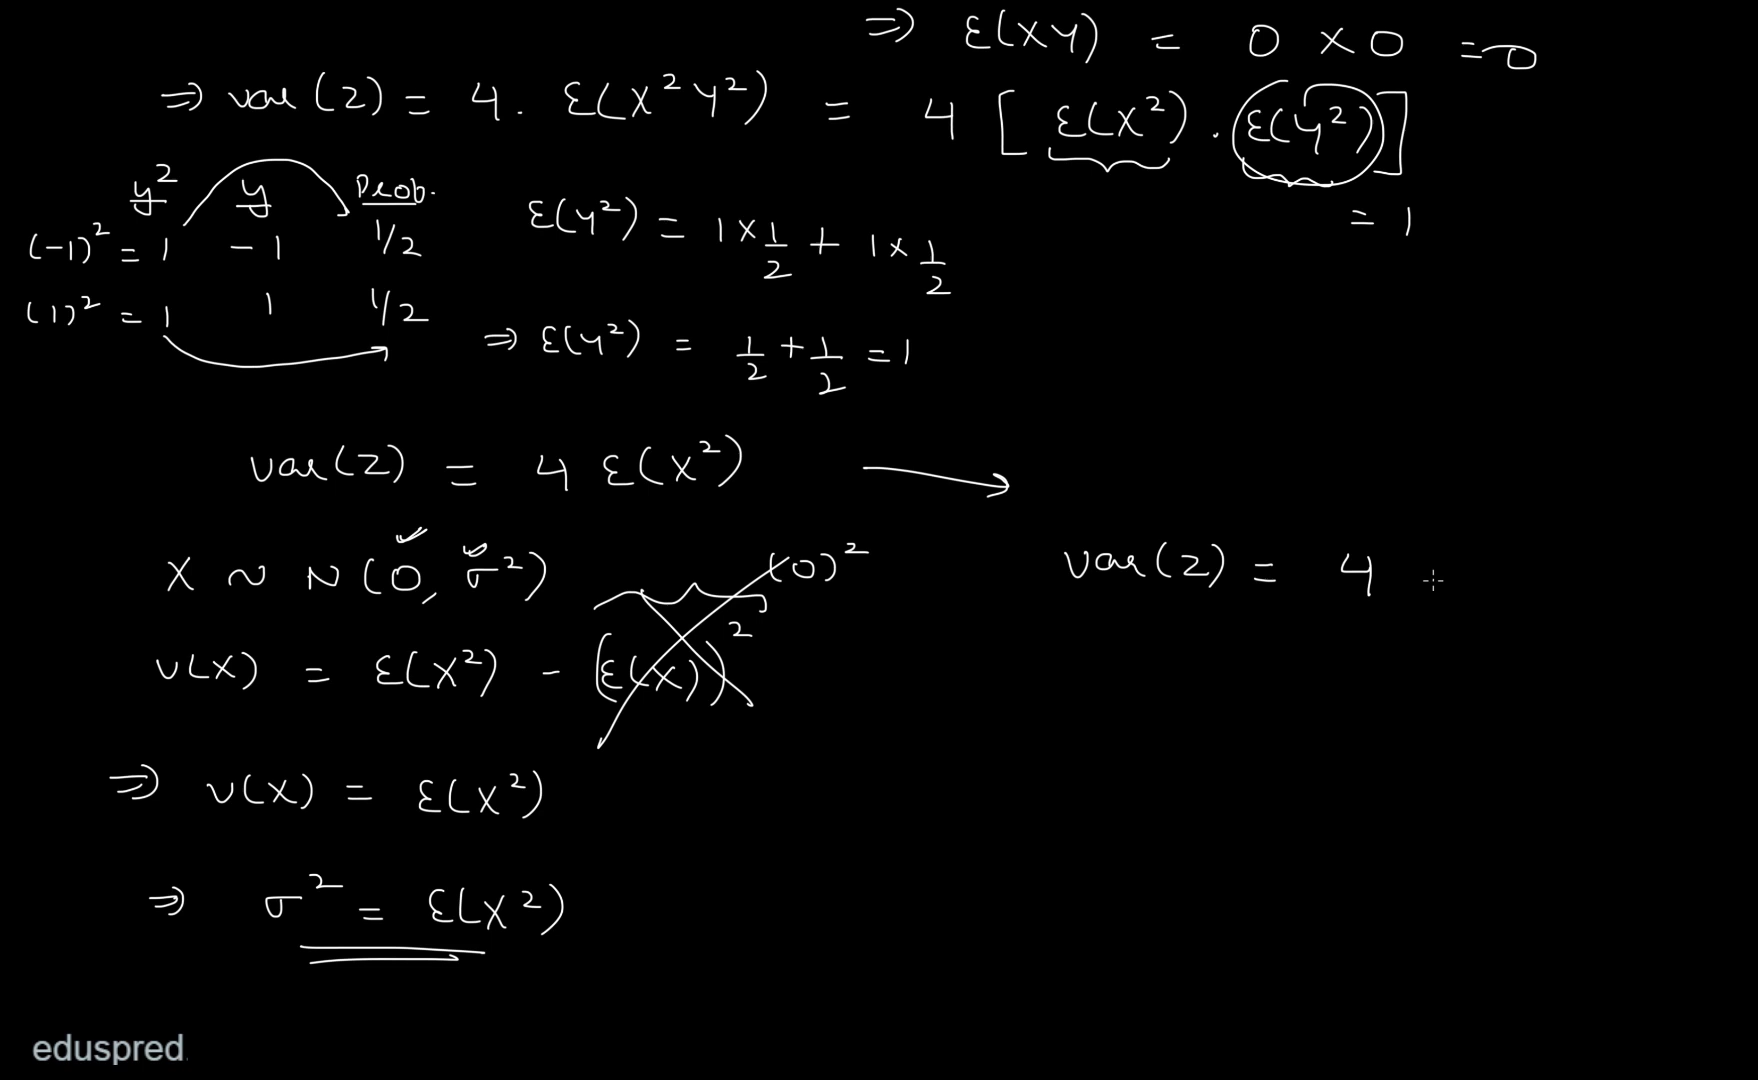 ⇒ E(XY) = 0 × 0 = 0
⇒ var(Z) = 4 . E(X²Y²) = 4 [ E(X²) . E(Y²) ]
= 1
y² y Prob.
(-1)² = 1 -1 1/2
(1)² = 1 1 1/2
E(y²) = 1 × 1/2 + 1 × 1/2
⇒ E(y²) = 1/2 + 1/2 = 1
var(Z) = 4 E(X²) →
X ~ N(0, σ²)
(0)²
V(X) = E(X²) - (E(X))²
⇒ V(X) = E(X²)
⇒ σ² = E(X²)
var(Z) = 4
eduspred.